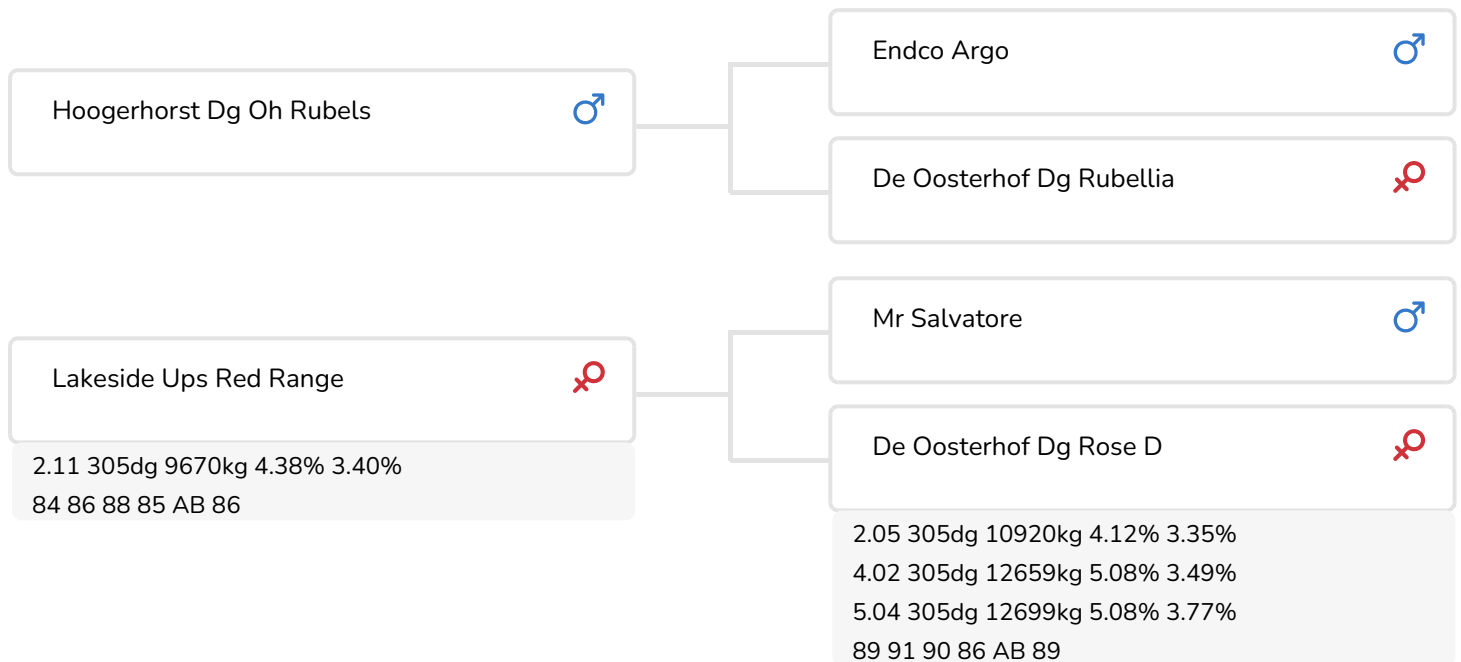 Hoogerhorst Dg Oh Rubels
Endco Argo
De Oosterhof Dg Rubellia
Lakeside Ups Red Range
2.11 305dg 9670kg 4.38% 3.40%
84 86 88 85 AB 86
Mr Salvatore
De Oosterhof Dg Rose D
2.05 305dg 10920kg 4.12% 3.35%
4.02 305dg 12659kg 5.08% 3.49%
5.04 305dg 12699kg 5.08% 3.77%
89 91 90 86 AB 89